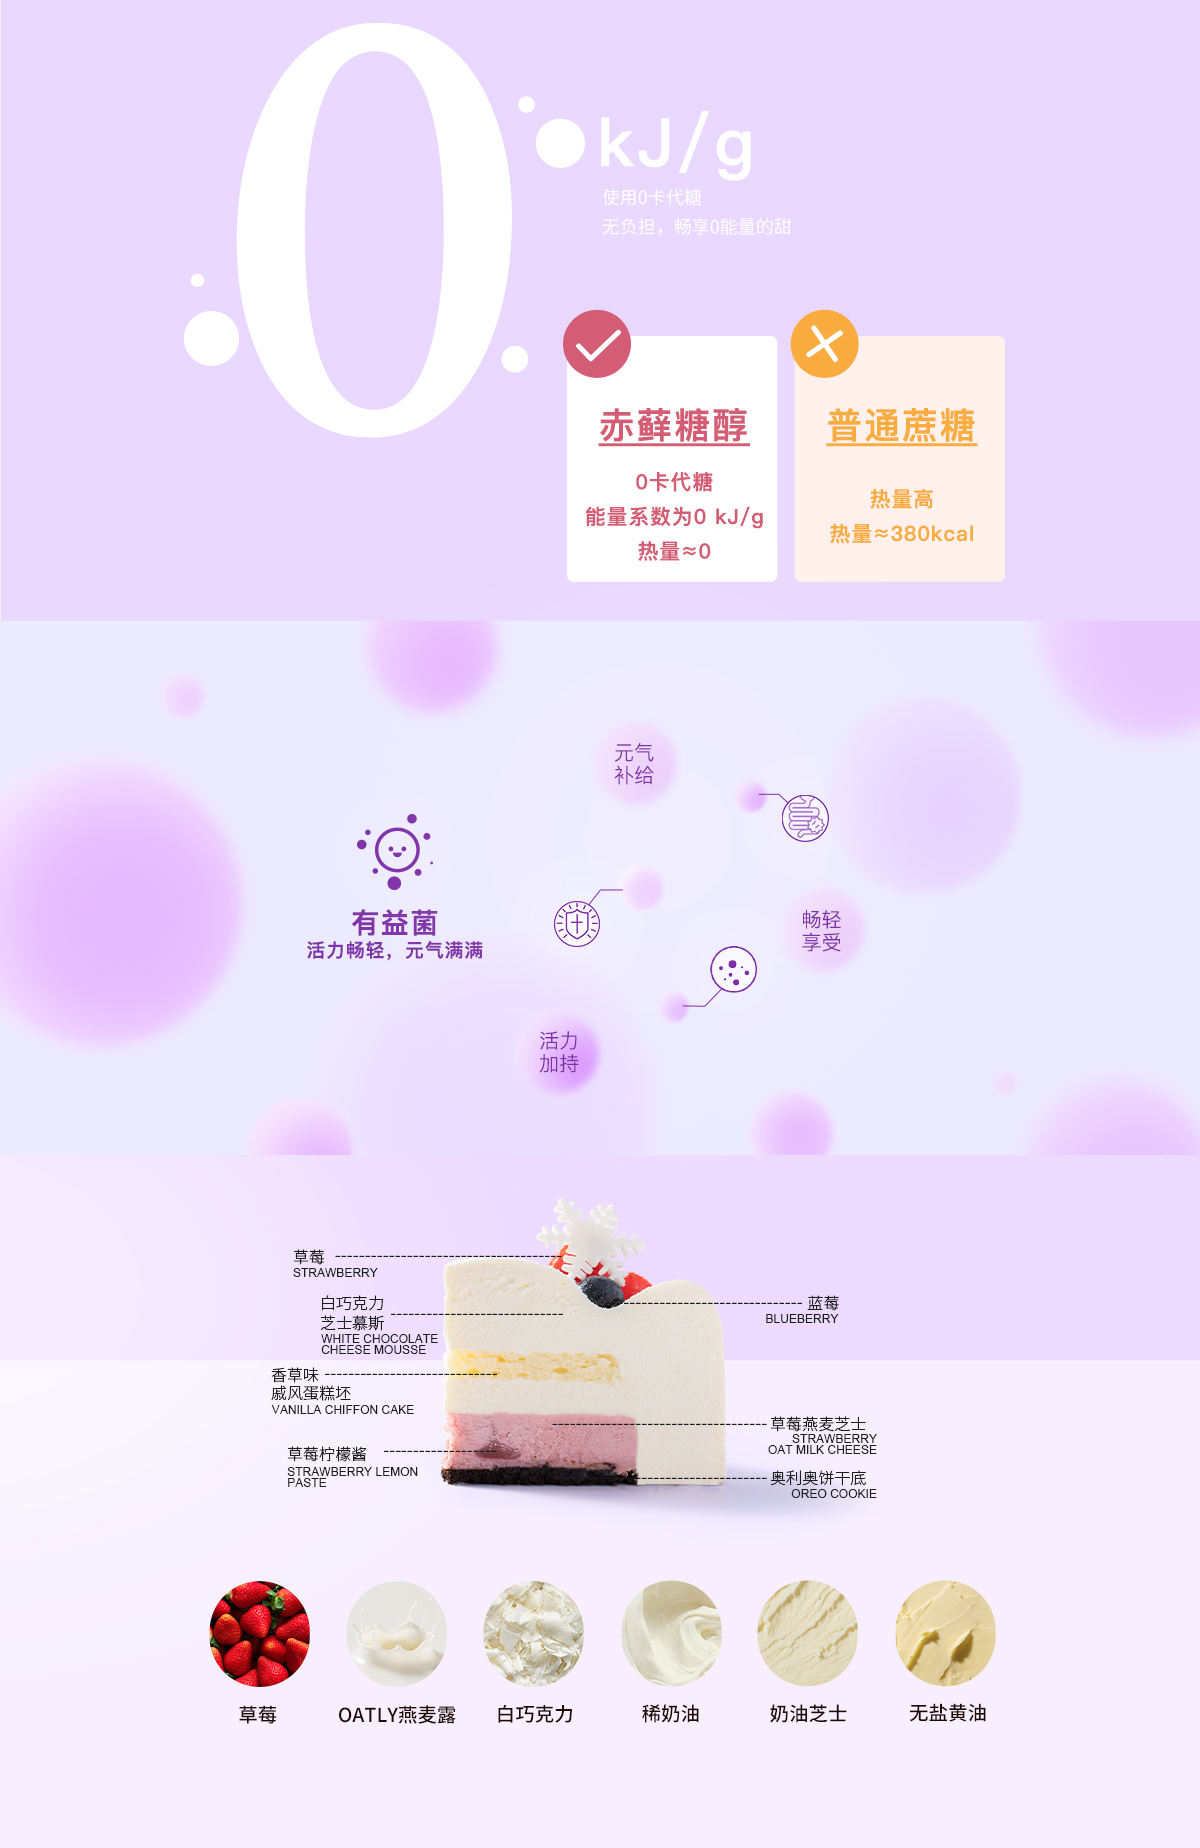 0
kJ/g
使用0卡代糖
无负担，畅享0能量的甜
赤藓糖醇
0卡代糖
能量系数为0 kJ/g
热量≈0
普通蔗糖
热量高
热量≈380kcal
元气
补给
有益菌
活力畅轻，元气满满
畅轻
享受
活力
加持
草莓
STRAWBERRY
白巧克力
芝士慕斯
WHITE CHOCOLATE
CHEESE MOUSSE
香草味
戚风蛋糕坯
VANILLA CHIFFON CAKE
草莓柠檬酱
STRAWBERRY LEMON
PASTE
蓝莓
BLUEBERRY
草莓燕麦芝士
STRAWBERRY
OAT MILK CHEESE
奥利奥饼干底
OREO COOKIE
草莓
OATLY燕麦露
白巧克力
稀奶油
奶油芝士
无盐黄油